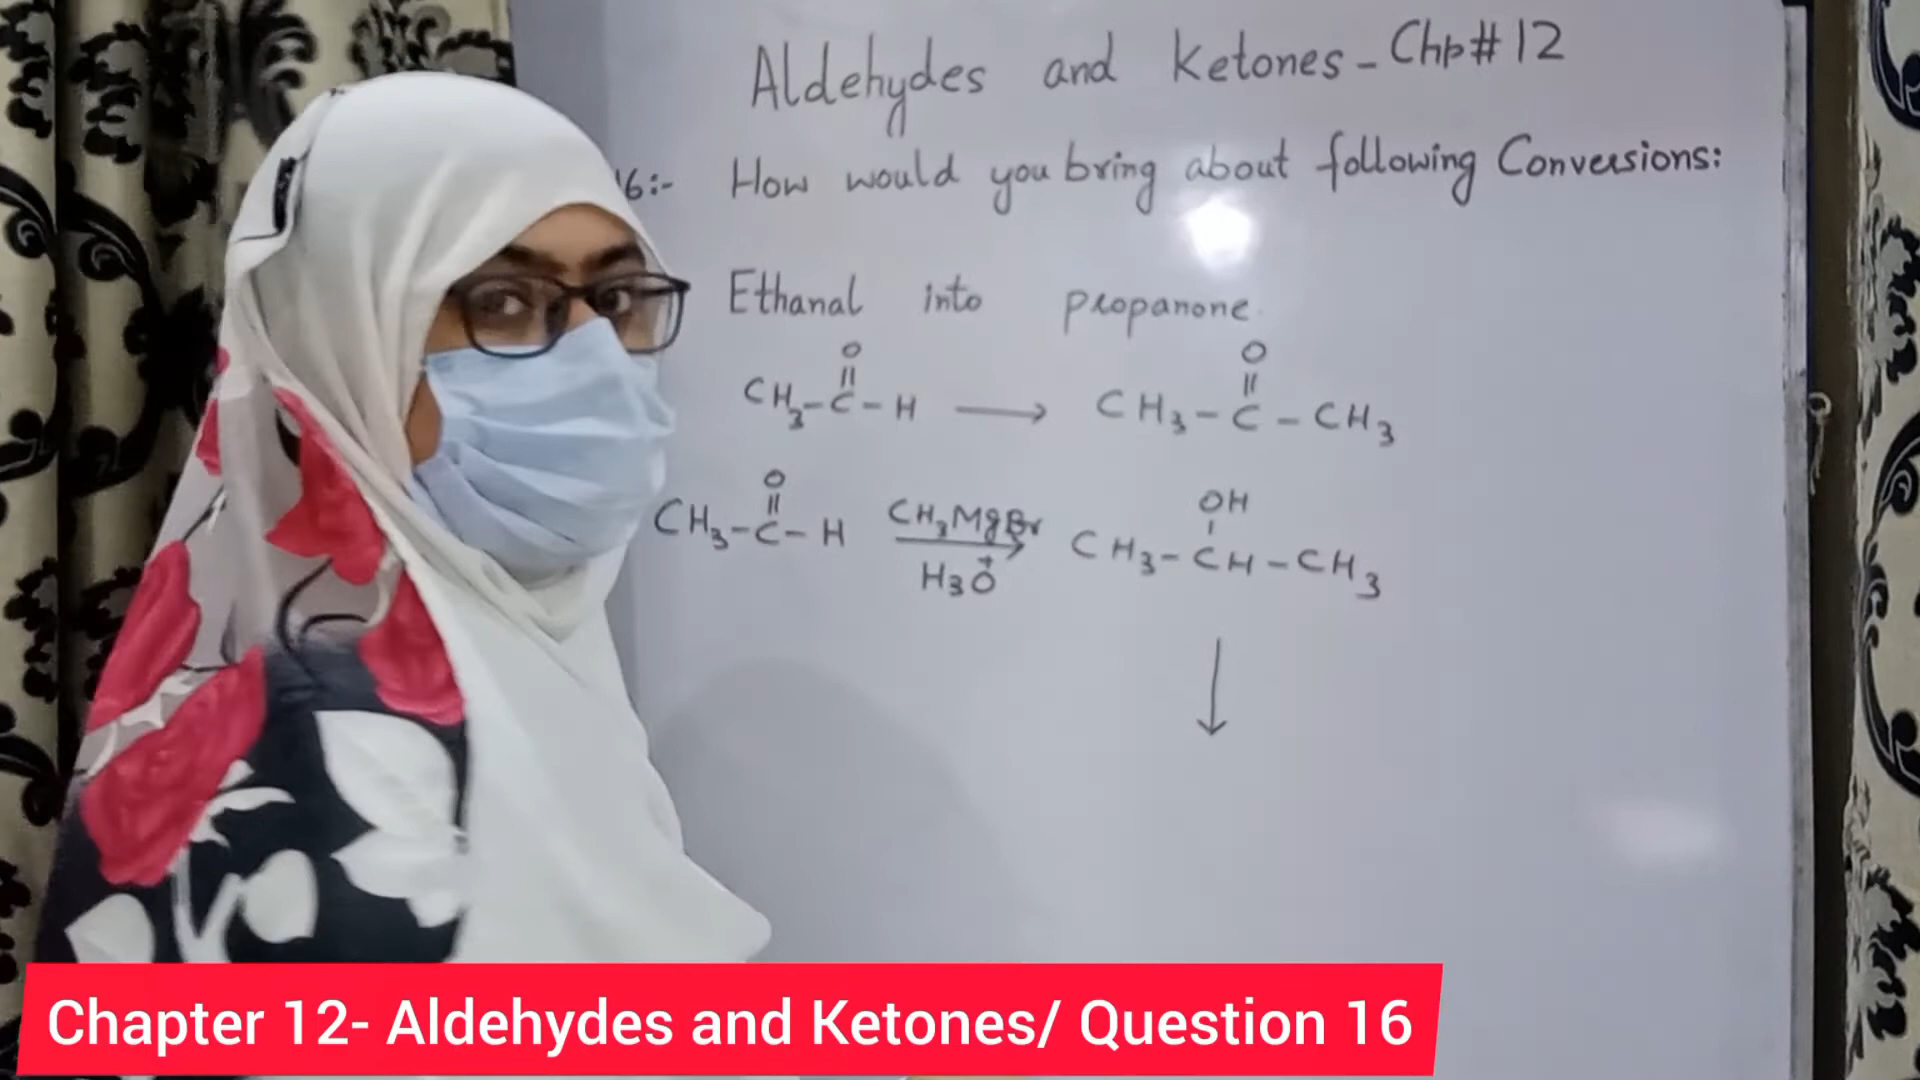 Aldehydes and Ketones - Chp#12
16:- How would you bring about following Conversions:
Ethanal into propanone.
O O
|| ||
CH3-C-H ⟶ CH3-C-CH3
O OH
|| |
CH3-C-H CH3MgBr ⟶ H3O+ CH3-CH-CH3
↓
Chapter 12- Aldehydes and Ketones/ Question 16